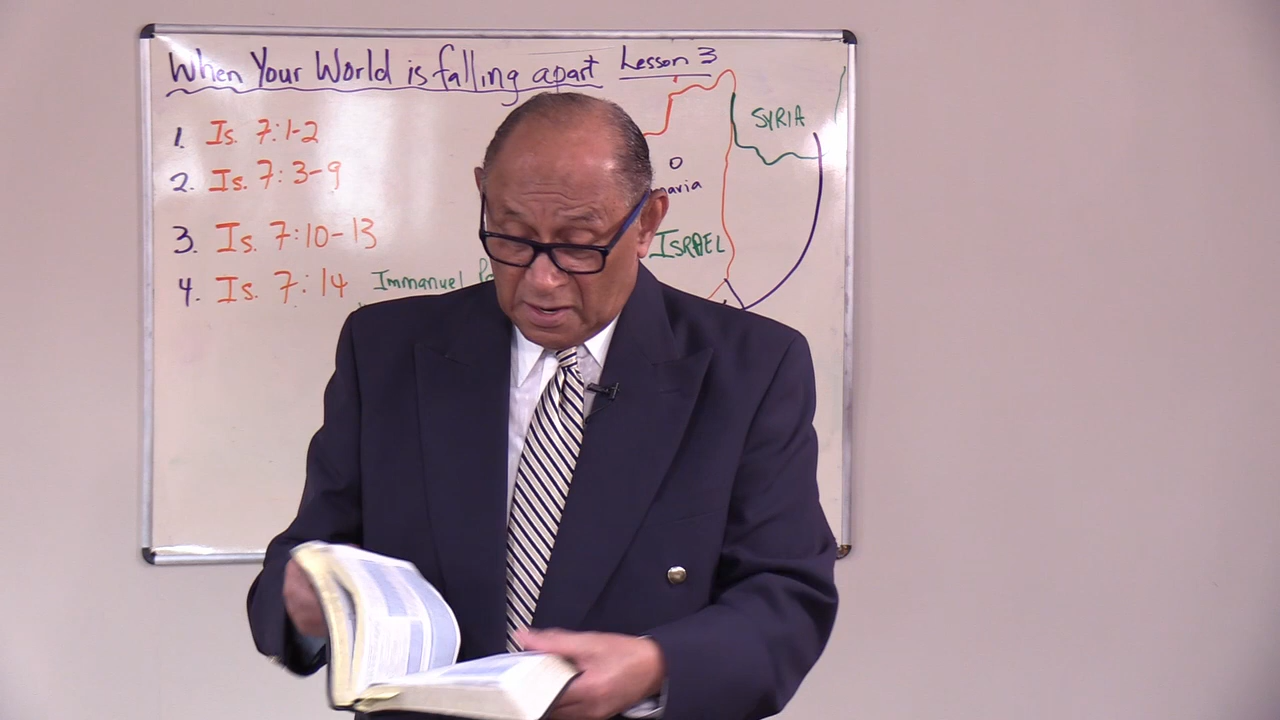 When Your World is falling apart Lesson 3
1. Is. 7:1-2
2. Is. 7:3-9
3. Is. 7:10-13
4. Is. 7:14 Immanuel
SYRIA
ISRAEL